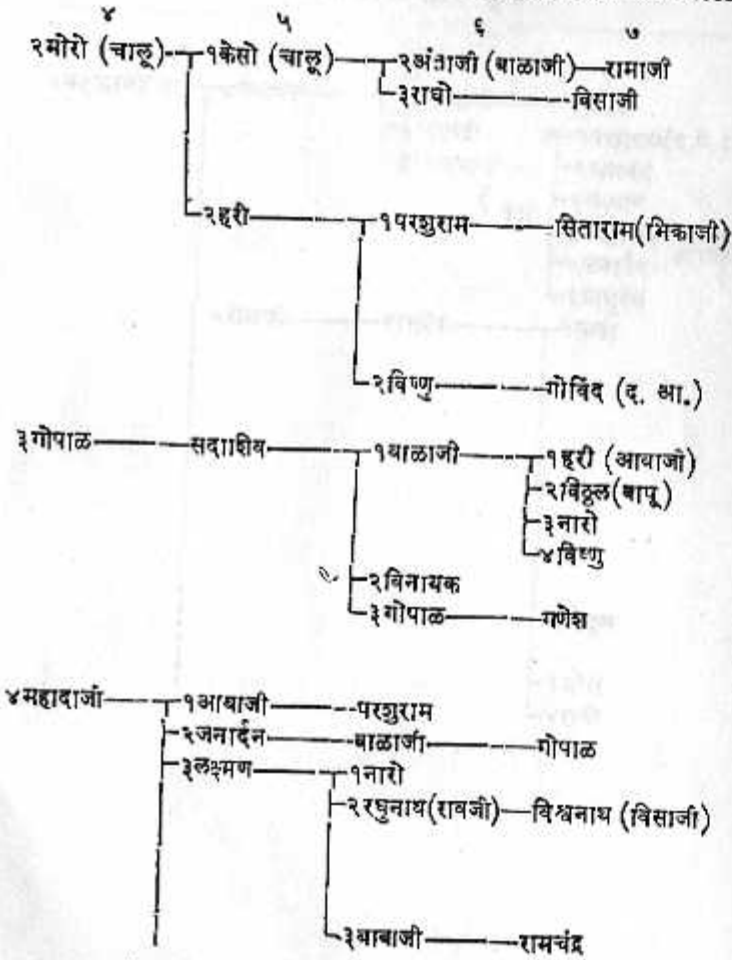 ४ ५ ६ ७
२मोरो (चालू) १केसो (चालू) २अंताजी (बाळाजी) रामाजी
३राघो विसाजी
२हरी १परशुराम सिताराम(भिकाजी)
२विष्णु गोविंद (द. आ.)
३गोपाळ सदाशिव १बाळाजी १हरी (आबाजी)
२विठ्ठल(बापू)
३नारो
४विष्णु
२विनायक
३गोपाळ गणेश
४महादाजी १आबाजी परशुराम
२जनार्दन बाळाजी गोपाळ
३लक्ष्मण १नारो
२रघुनाथ(रावजी) विश्वनाथ (विसाजी)
३बाबाजी रामचंद्र